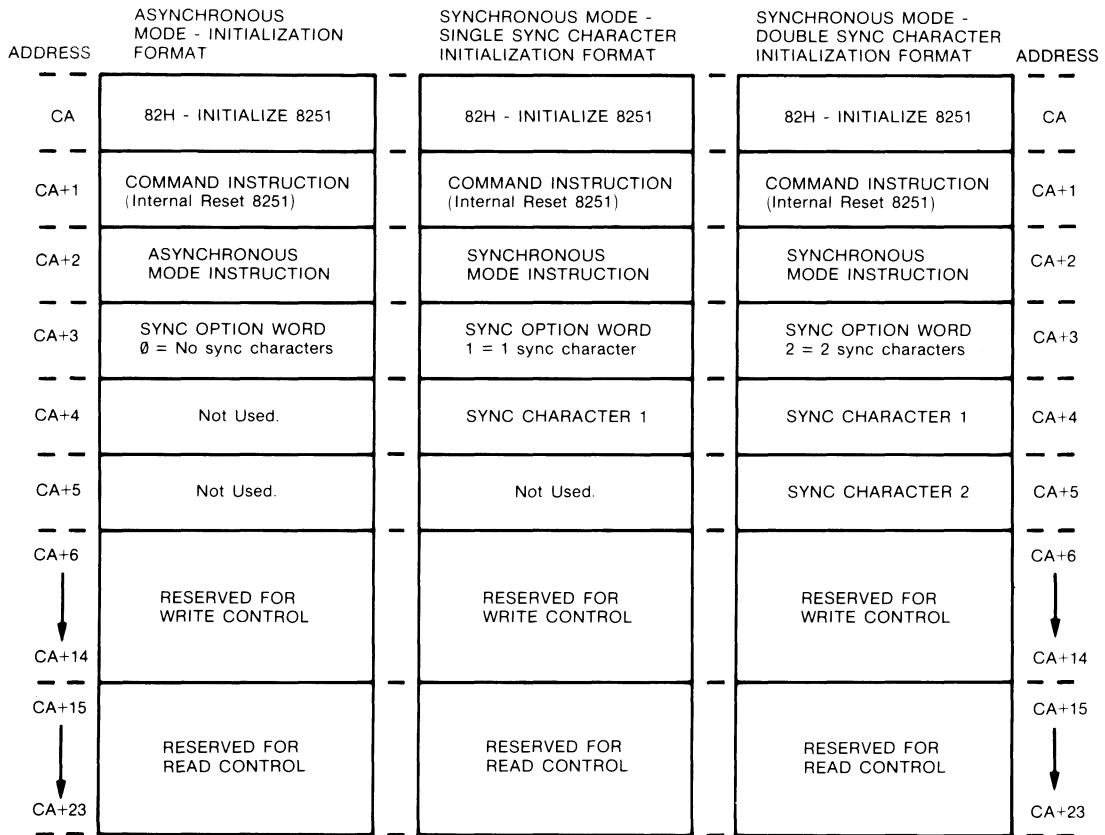 ADDRESS
ASYNCHRONOUS
MODE - INITIALIZATION
FORMAT
SYNCHRONOUS MODE -
SINGLE SYNC CHARACTER
INITIALIZATION FORMAT
SYNCHRONOUS MODE -
DOUBLE SYNC CHARACTER
INITIALIZATION FORMAT
ADDRESS
CA
82H - INITIALIZE 8251
82H - INITIALIZE 8251
82H - INITIALIZE 8251
CA
CA+1
COMMAND INSTRUCTION
(Internal Reset 8251)
COMMAND INSTRUCTION
(Internal Reset 8251)
COMMAND INSTRUCTION
(Internal Reset 8251)
CA+1
CA+2
ASYNCHRONOUS
MODE INSTRUCTION
SYNCHRONOUS
MODE INSTRUCTION
SYNCHRONOUS
MODE INSTRUCTION
CA+2
CA+3
SYNC OPTION WORD
Ø = No sync characters
SYNC OPTION WORD
1 = 1 sync character
SYNC OPTION WORD
2 = 2 sync characters
CA+3
CA+4
Not Used.
SYNC CHARACTER 1
SYNC CHARACTER 1
CA+4
CA+5
Not Used.
Not Used.
SYNC CHARACTER 2
CA+5
CA+6
CA+14
RESERVED FOR
WRITE CONTROL
RESERVED FOR
WRITE CONTROL
RESERVED FOR
WRITE CONTROL
CA+6
CA+14
CA+15
CA+23
RESERVED FOR
READ CONTROL
RESERVED FOR
READ CONTROL
RESERVED FOR
READ CONTROL
CA+15
CA+23